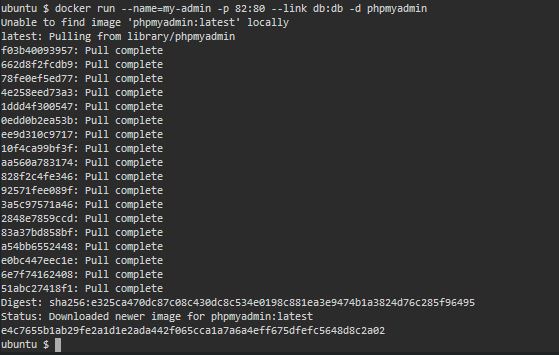 ubuntu $ docker run --name=my-admin -p 82:80 --link db:db -d phpmyadmin
Unable to find image 'phpmyadmin:latest' locally
latest: Pulling from library/phpmyadmin
f03b40093957: Pull complete
662d8f2fcdb9: Pull complete
78fe0ef5ed77: Pull complete
4e258eed73a3: Pull complete
1ddd4f300547: Pull complete
0edd0b2ea53b: Pull complete
ee9d310c9717: Pull complete
10f4ca99bf3f: Pull complete
aa560a783174: Pull complete
828f2c4fe346: Pull complete
92571fee089f: Pull complete
3a5c97571a46: Pull complete
2848e7859ccd: Pull complete
83a37bd858bf: Pull complete
a54bb6552448: Pull complete
e0bc447eec1e: Pull complete
6e7f74162408: Pull complete
51abc27418f1: Pull complete
Digest: sha256:e325ca470dc87c08c430dc8c534e0198c881ea3e9474b1a3824d76c285f96495
Status: Downloaded newer image for phpmyadmin:latest
e4c7655b1ab29fe2a1d1e2ada442f065cca1a7a6a4eff675dfefc5648d8c2a02
ubuntu $